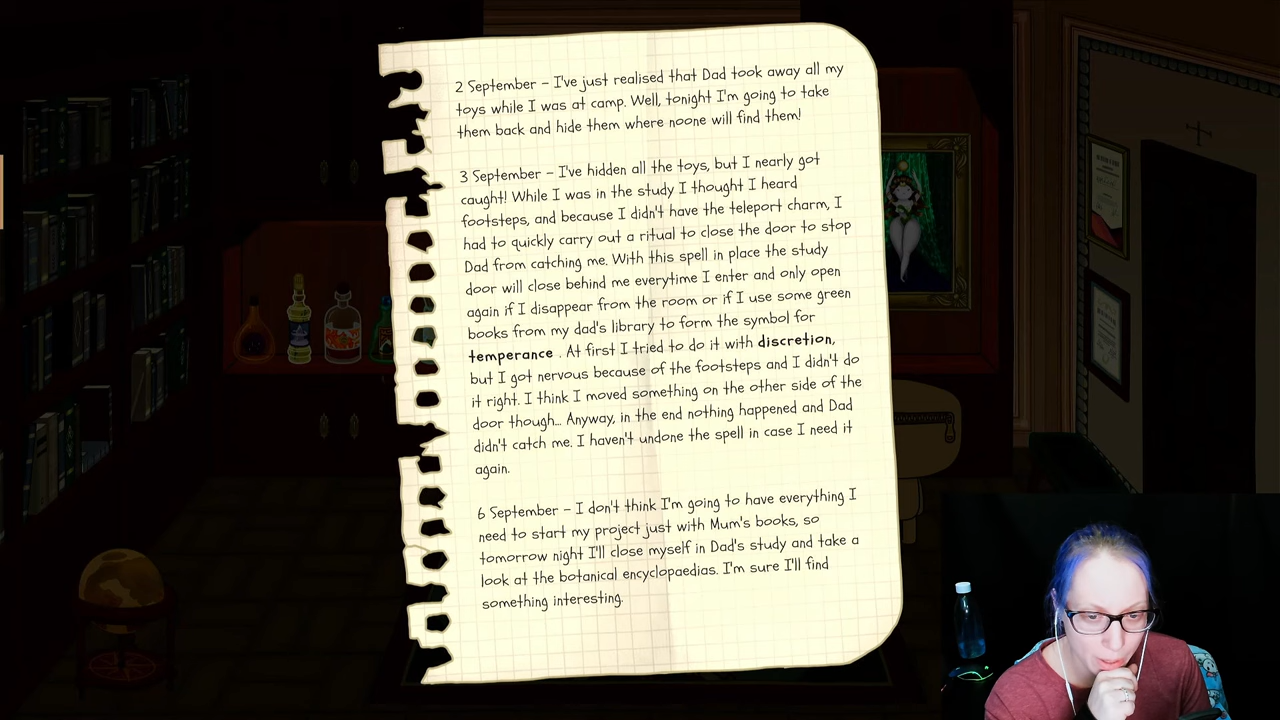 2 September – I've just realised that Dad took away all my
toys while I was at camp. Well, tonight I'm going to take
them back and hide them where noone will find them!
3 September – I've hidden all the toys, but I nearly got
caught! While I was in the study I thought I heard
footsteps, and because I didn't have the teleport charm, I
had to quickly carry out a ritual to close the door to stop
Dad from catching me. With this spell in place the study
door will close behind me everytime I enter and only open
again if I disappear from the room or if I use some green
books from my dad's library to form the symbol for
temperance . At first I tried to do it with discretion,
but I got nervous because of the footsteps and I didn't do
it right. I think I moved something on the other side of the
door though... Anyway, in the end nothing happened and Dad
didn't catch me. I haven't undone the spell in case I need it
again.
6 September – I don't think I'm going to have everything I
need to start my project just with Mum's books, so
tomorrow night I'll close myself in Dad's study and take a
look at the botanical encyclopaedias. I'm sure I'll find
something interesting.